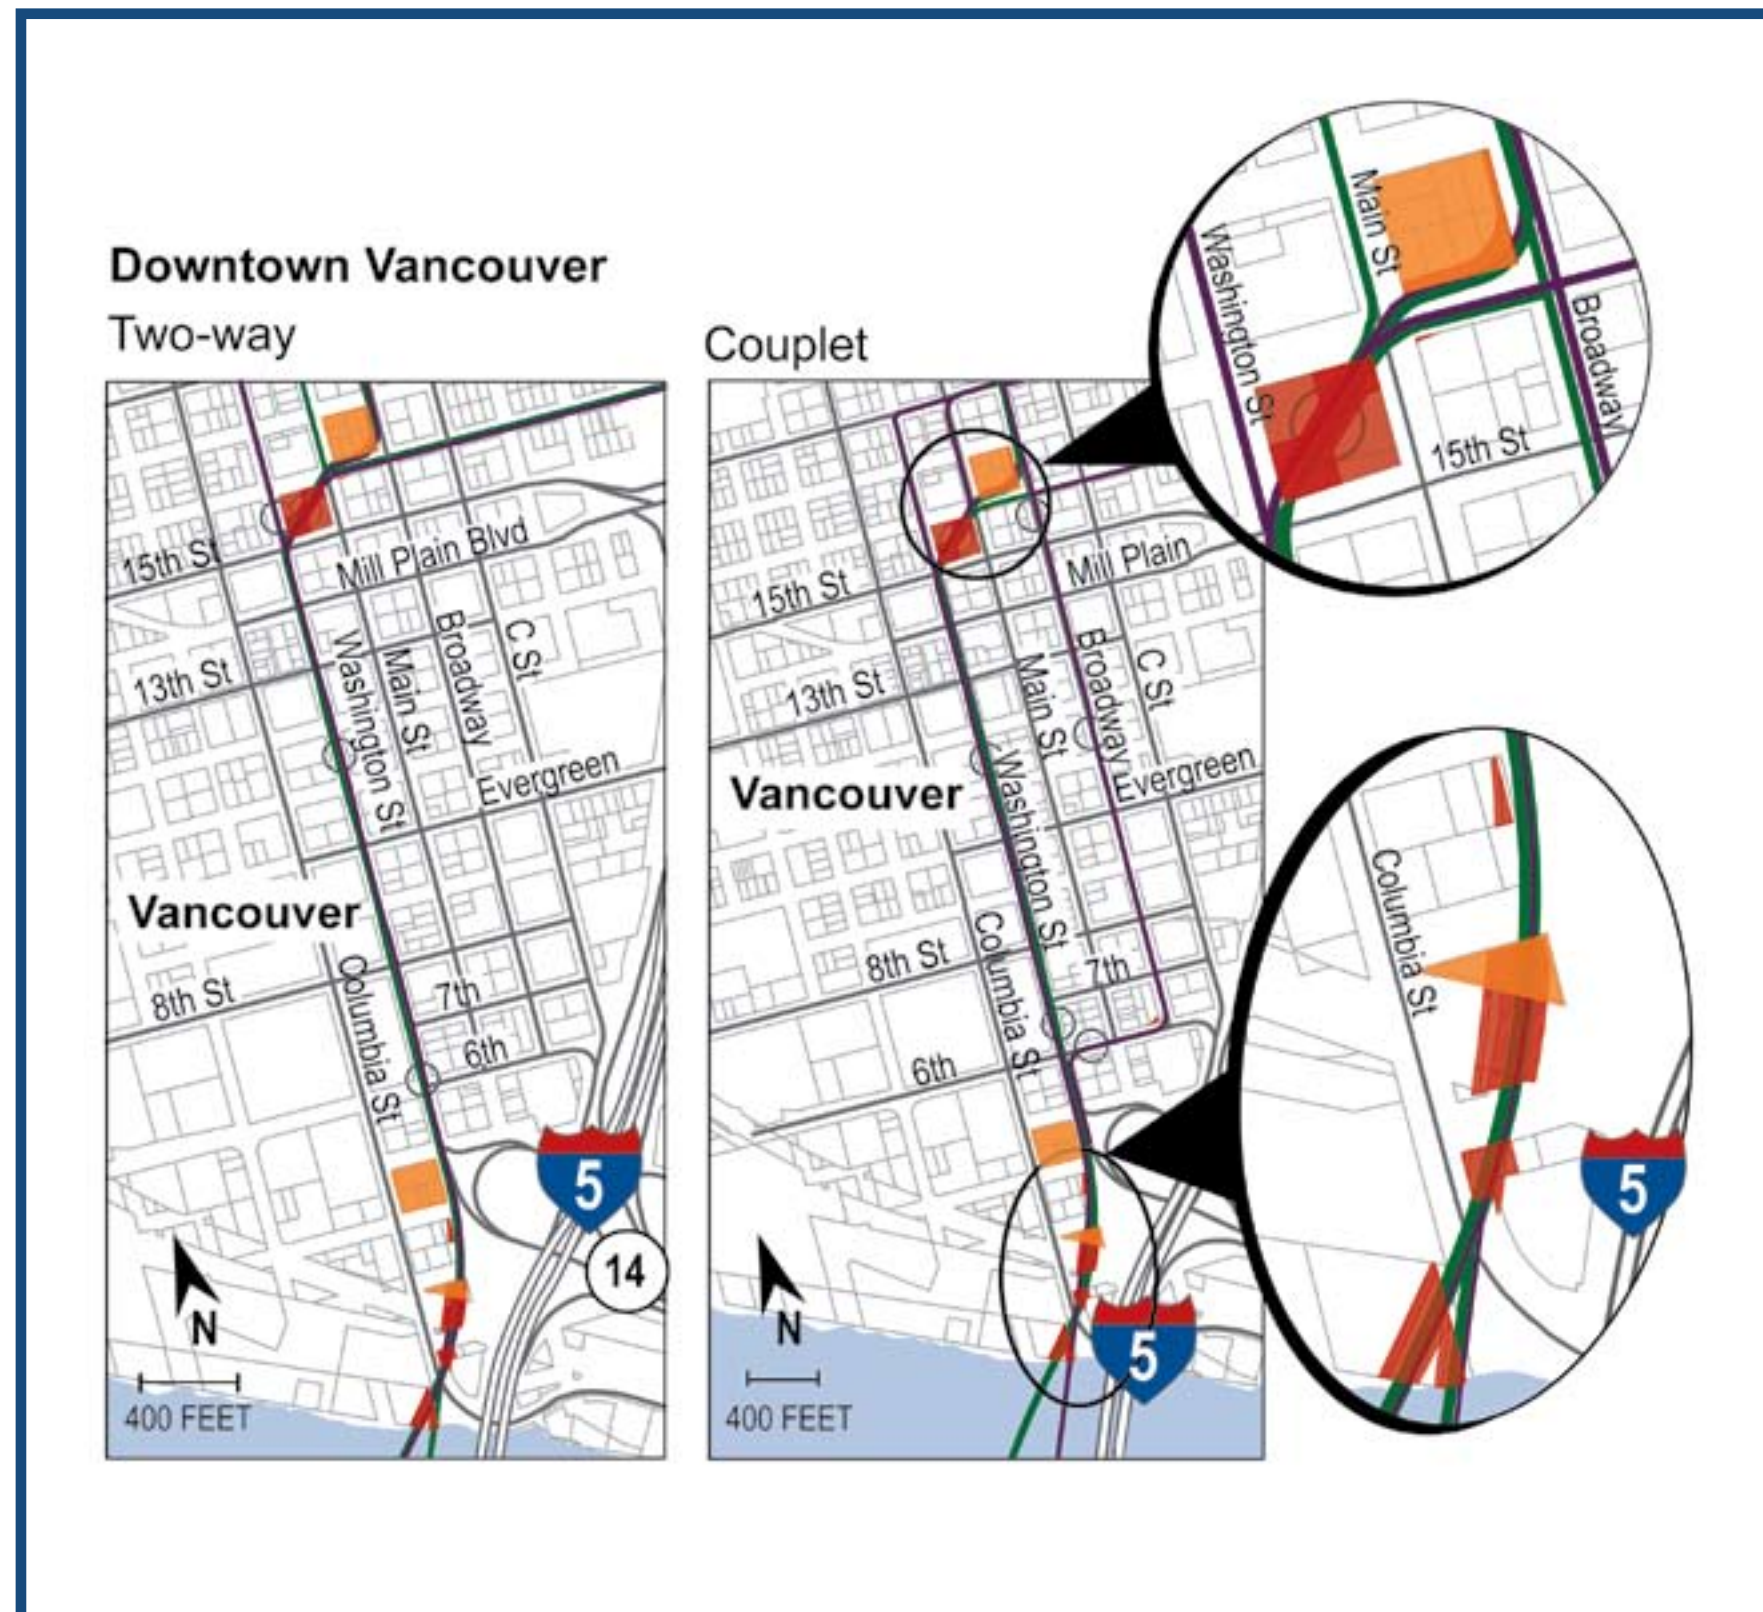 Downtown Vancouver
Two-way
Couplet
15th St
Mill Plain Blvd
13th St
Washington St
Main St
Broadway
C St
Evergreen
Vancouver
8th St
Columbia St
7th
6th
5
14
N
400 FEET
15th St
Mill Plain
13th St
Washington St
Main St
Broadway
C St
Evergreen
Vancouver
8th St
Columbia St
7th
6th
5
N
400 FEET
Washington St
Main St
Broadway
15th St
Columbia St
5